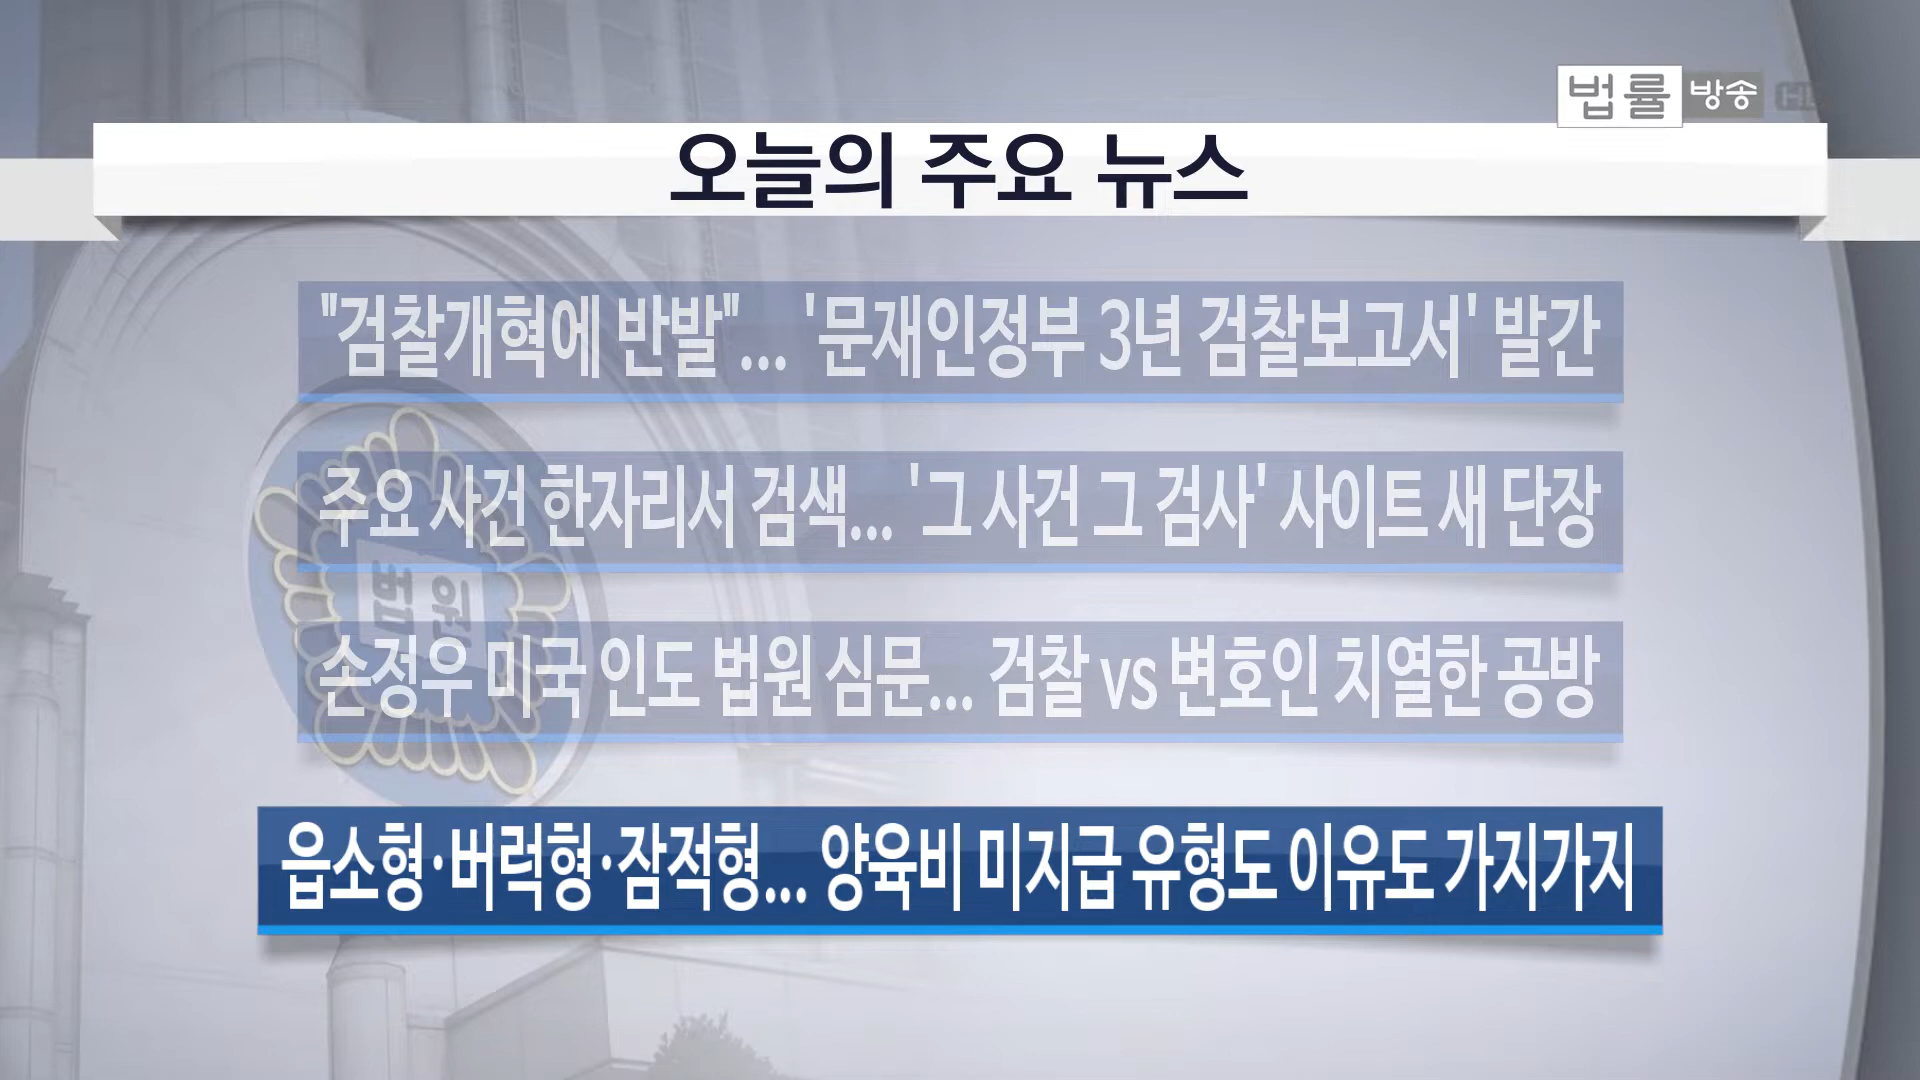 법률방송 HD
오늘의 주요 뉴스
"검찰개혁에 반발"... '문재인정부 3년 검찰보고서' 발간
주요 사건 한자리서 검색... '그 사건 그 검사' 사이트 새 단장
법원
손정우 미국 인도 법원 심문... 검찰 vs 변호인 치열한 공방
읍소형·버럭형·잠적형... 양육비 미지급 유형도 이유도 가지가지